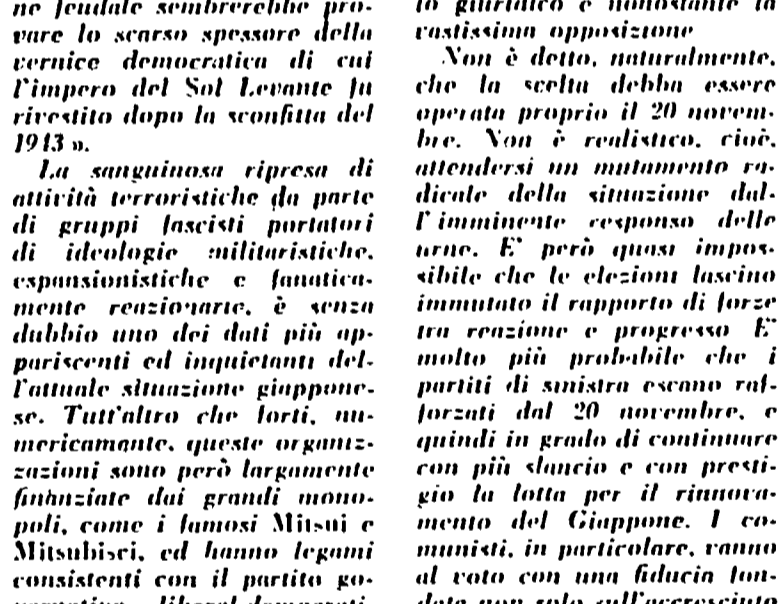 ne feudale sembrerebbe pro-
vare lo scarso spessore della
vernice democratica di cui
l'impero del Sol Levante fu
rivestito dopo la sconfitta del
1943 ».
La sanguinosa ripresa di
attività terroristiche da parte
di gruppi fascisti portatori
di ideologie militaristiche,
espansionistiche e fanatica-
mente reazionarie, è senza
dubbio uno dei dati più ap-
pariscenti ed inquietanti del-
l'attuale situazione giappone-
se. Tutt'altro che forti, nu-
mericamente, queste organiz-
zazioni sono però largamente
finanziate dai grandi mono-
poli, come i famosi Mitsui e
Mitsubisci, ed hanno legami
consistenti con il partito go-
vernativo liberal-democrati-
to giuridico e nonostante la
vastissima opposizione
Non è detto, naturalmente,
che la scelta debba essere
operata proprio il 20 novem-
bre. Non è realistico, cioè,
attendersi un mutamento ra-
dicale della situazione dal-
l'imminente responso delle
urne. E' però quasi impos-
sibile che le elezioni lascino
immutato il rapporto di forze
tra reazione e progresso E'
molto più probabile che i
partiti di sinistra escano raf-
forzati dal 20 novembre, e
quindi in grado di continuare
con più slancio e con presti-
gio la lotta per il rinnova-
mento del Giappone. I co-
munisti, in particolare, vanno
al voto con una fiducia fon-
data non solo sull'accresciuto